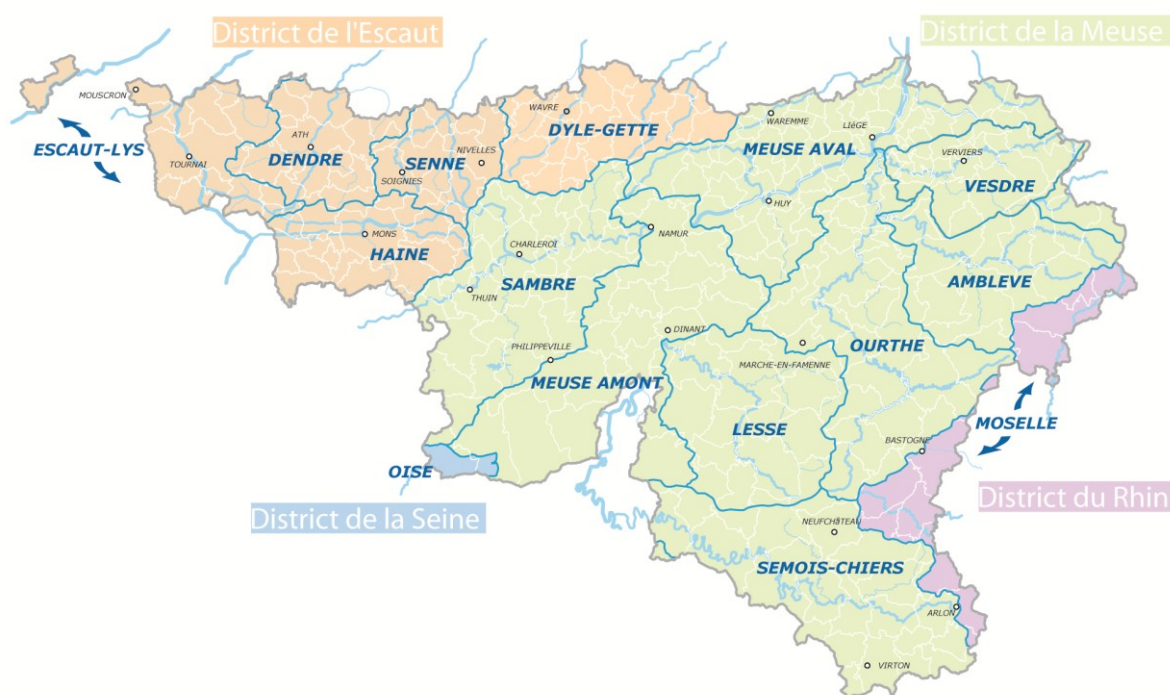 District de l'Escaut
District de la Meuse
MOUSCRON
WAVRE
WAREMME
ESCAUT-LYS
ATH
DYLE-GETTE
LIÉGE
TOURNAI
DENDRE
SENNE
NIVELLES
MEUSE AVAL
VERVIERS
SOIGNIES
VESDRE
HUY
MONS
NAMUR
HAINE
CHARLEROI
SAMBRE
AMBLEVE
THUIN
DINANT
PHILIPPEVILLE
OURTHE
MARCHE-EN-FAMENNE
MEUSE AMONT
MOSELLE
LESSE
BASTOGNE
OISE
District du Rhin
District de la Seine
NEUFCHÂTEAU
SEMOIS-CHIERS
ARLON
VIRTON